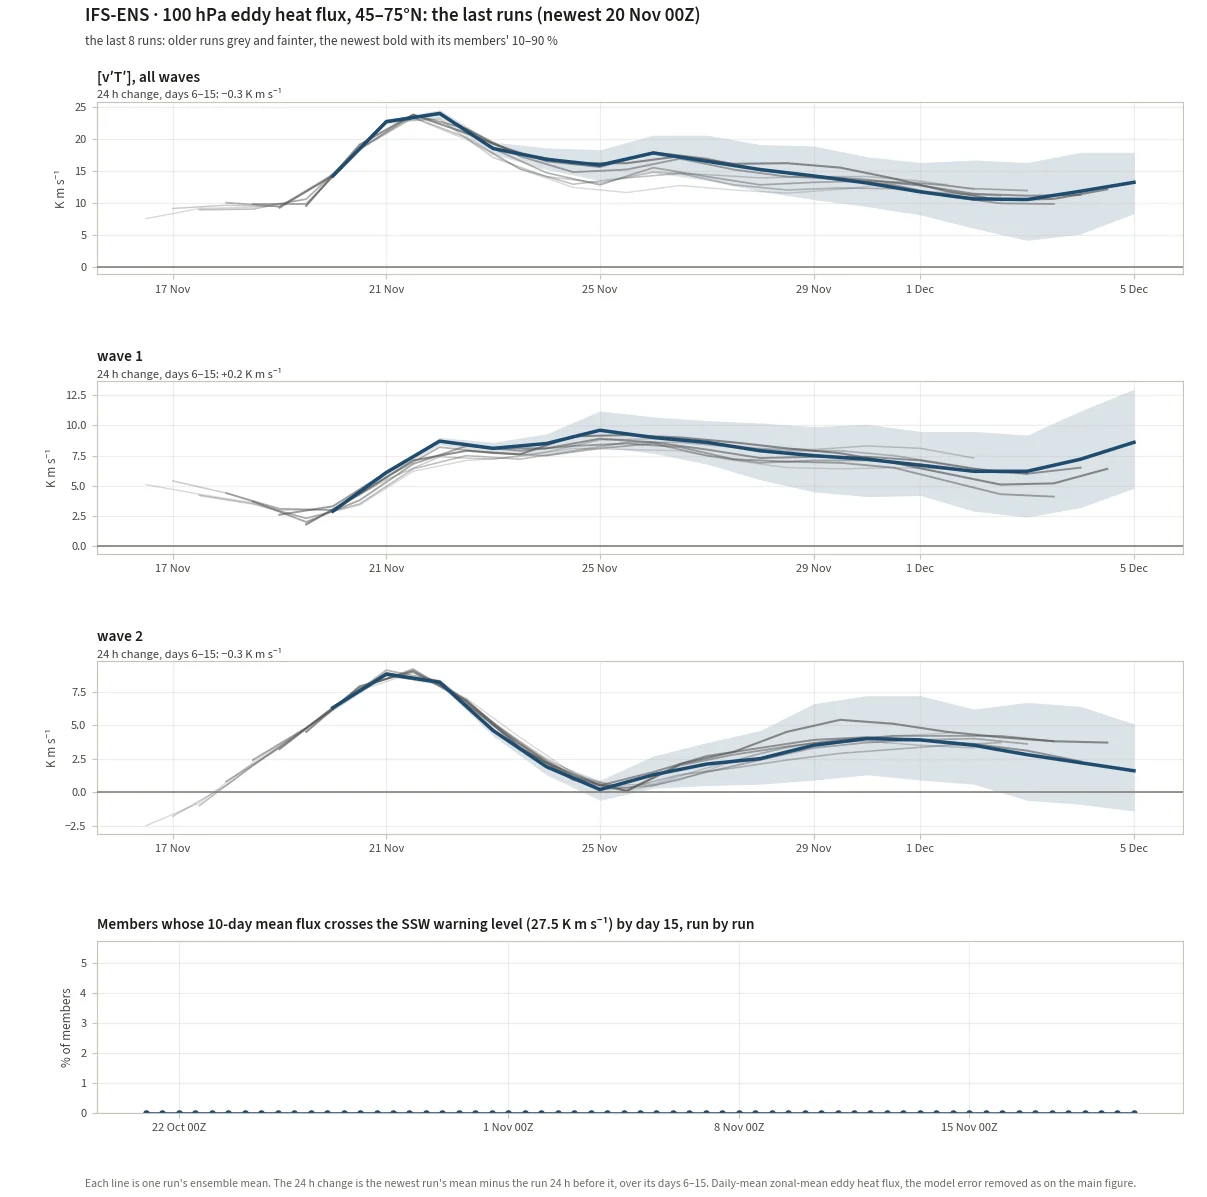 IFS-ENS · 100 hPa eddy heat flux, 45–75°N: the last runs (newest 20 Nov 00Z)
the last 8 runs: older runs grey and fainter, the newest bold with its members' 10–90 %
[v′T′], all waves
24 h change, days 6–15: −0.3 K m s⁻¹
25
20
15
10
5
0
K m s⁻¹
17 Nov
21 Nov
25 Nov
29 Nov
1 Dec
5 Dec
wave 1
24 h change, days 6–15: +0.2 K m s⁻¹
12.5
10.0
7.5
5.0
2.5
0.0
K m s⁻¹
17 Nov
21 Nov
25 Nov
29 Nov
1 Dec
5 Dec
wave 2
24 h change, days 6–15: −0.3 K m s⁻¹
7.5
5.0
2.5
0.0
−2.5
K m s⁻¹
17 Nov
21 Nov
25 Nov
29 Nov
1 Dec
5 Dec
Members whose 10-day mean flux crosses the SSW warning level (27.5 K m s⁻¹) by day 15, run by run
5
4
3
2
1
0
% of members
22 Oct 00Z
1 Nov 00Z
8 Nov 00Z
15 Nov 00Z
Each line is one run's ensemble mean. The 24 h change is the newest run's mean minus the run 24 h before it, over its days 6–15. Daily-mean zonal-mean eddy heat flux, the model error removed as on the main figure.